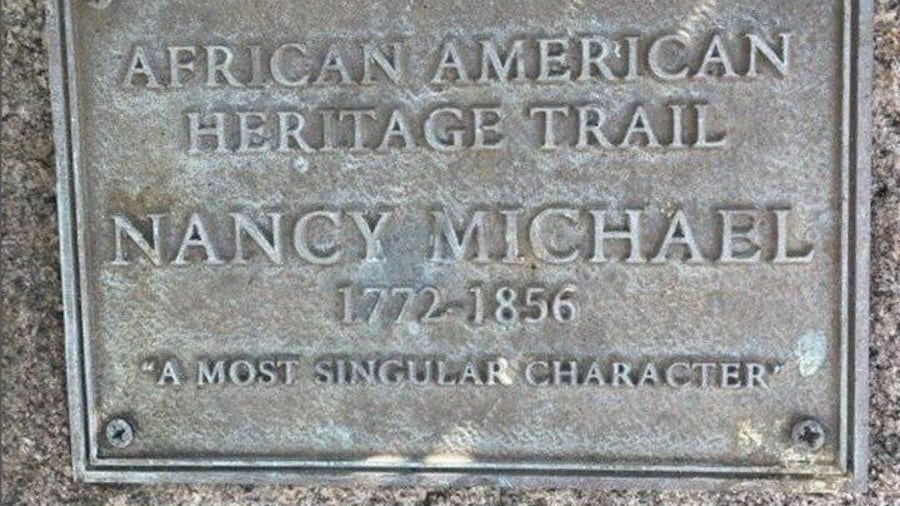 AFRICAN AMERICAN
HERITAGE TRAIL
NANCY MICHAEL
1772-1856
"A MOST SINGULAR CHARACTER"